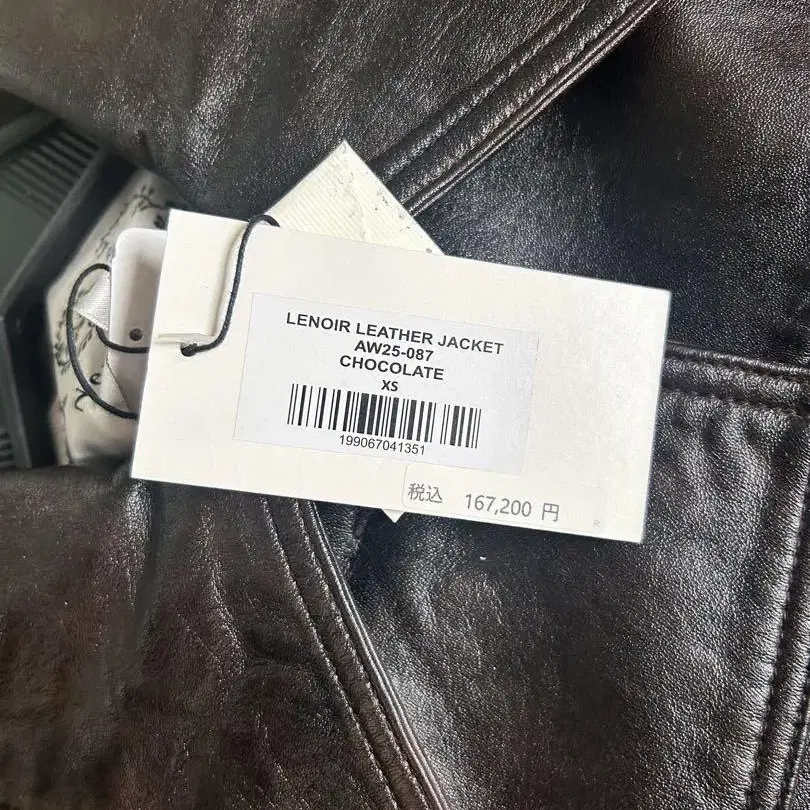 LENOIR LEATHER JACKET
AW25-087
CHOCOLATE
XS
199067041351
税込 167,200 円
R